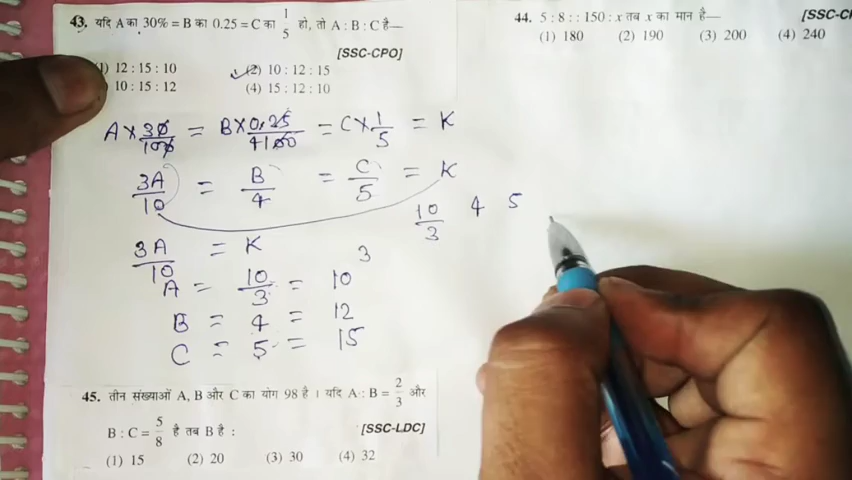 43. यदि A का 30% = B का 0.25 = C का 1/5 हो, तो A : B : C है—
[SSC-CPO]
(1) 12 : 15 : 10 (2) 10 : 12 : 15
10 : 15 : 12 (4) 15 : 12 : 10
A × 30/100 = B × 0.25/4100 = C × 1/5 = K
3A/10 = B/4 = C/5 = K
10/3 4 5
3A/10 = K
3
A = 10/3 = 10
B = 4 = 12
C = 5 = 15
44. 5 : 8 : : 150 : x तब x का मान है—
[SSC-C
(1) 180 (2) 190 (3) 200 (4) 240
45. तीन संख्याओं A, B और C का योग 98 है । यदि A : B = 2/3 और
B : C = 5/8 है तब B है :
[SSC-LDC]
(1) 15 (2) 20 (3) 30 (4) 32